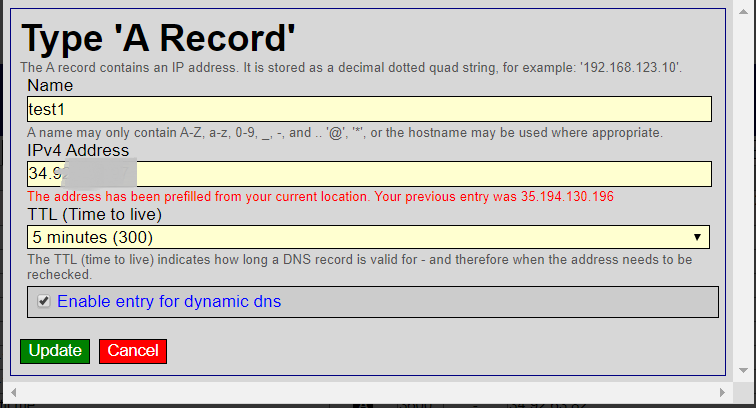 Type 'A Record'
The A record contains an IP address. It is stored as a decimal dotted quad string, for example: '192.168.123.10'.
Name
test1
A name may only contain A-Z, a-z, 0-9, _, -, and .. '@', '*', or the hostname may be used where appropriate.
IPv4 Address
34.9
The address has been prefilled from your current location. Your previous entry was 35.194.130.196
TTL (Time to live)
5 minutes (300)
The TTL (time to live) indicates how long a DNS record is valid for - and therefore when the address needs to be
rechecked.
Enable entry for dynamic dns
Update Cancel